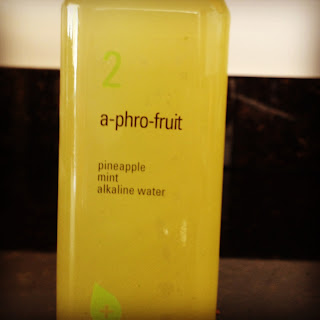 2
a-phro-fruit
pineapple
mint
alkaline water